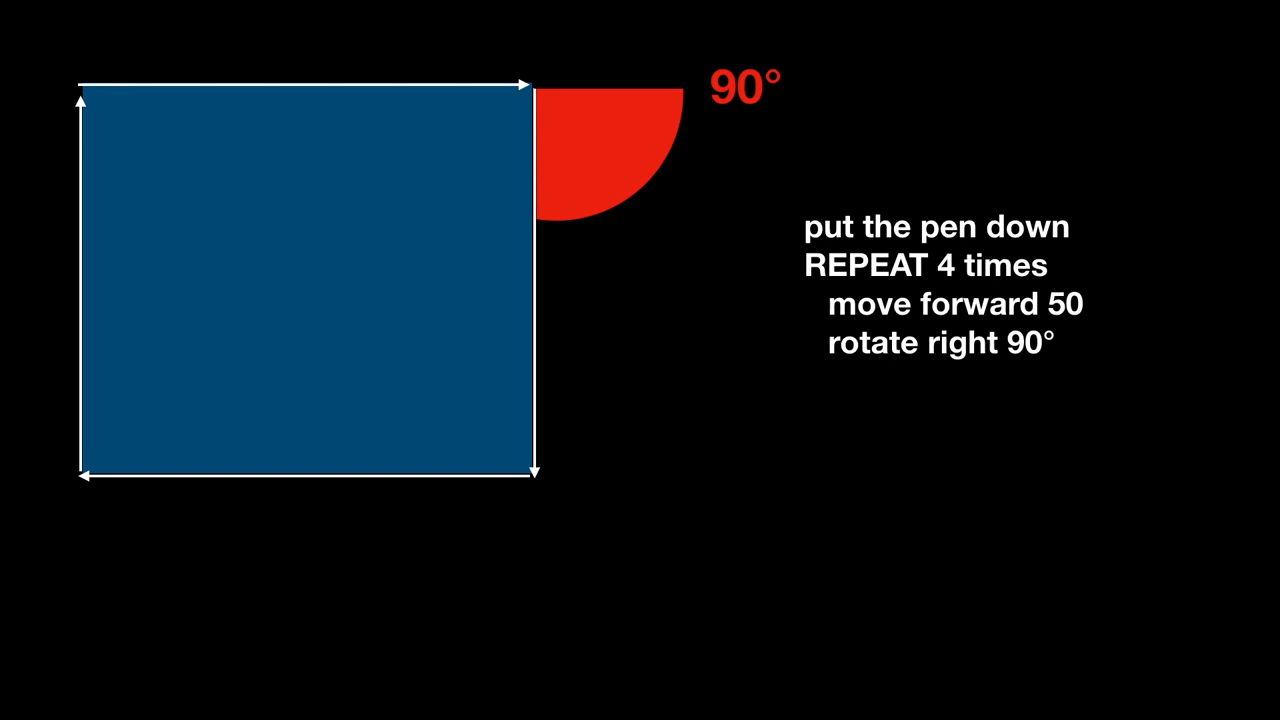 90°
put the pen down
REPEAT 4 times
move forward 50
rotate right 90°